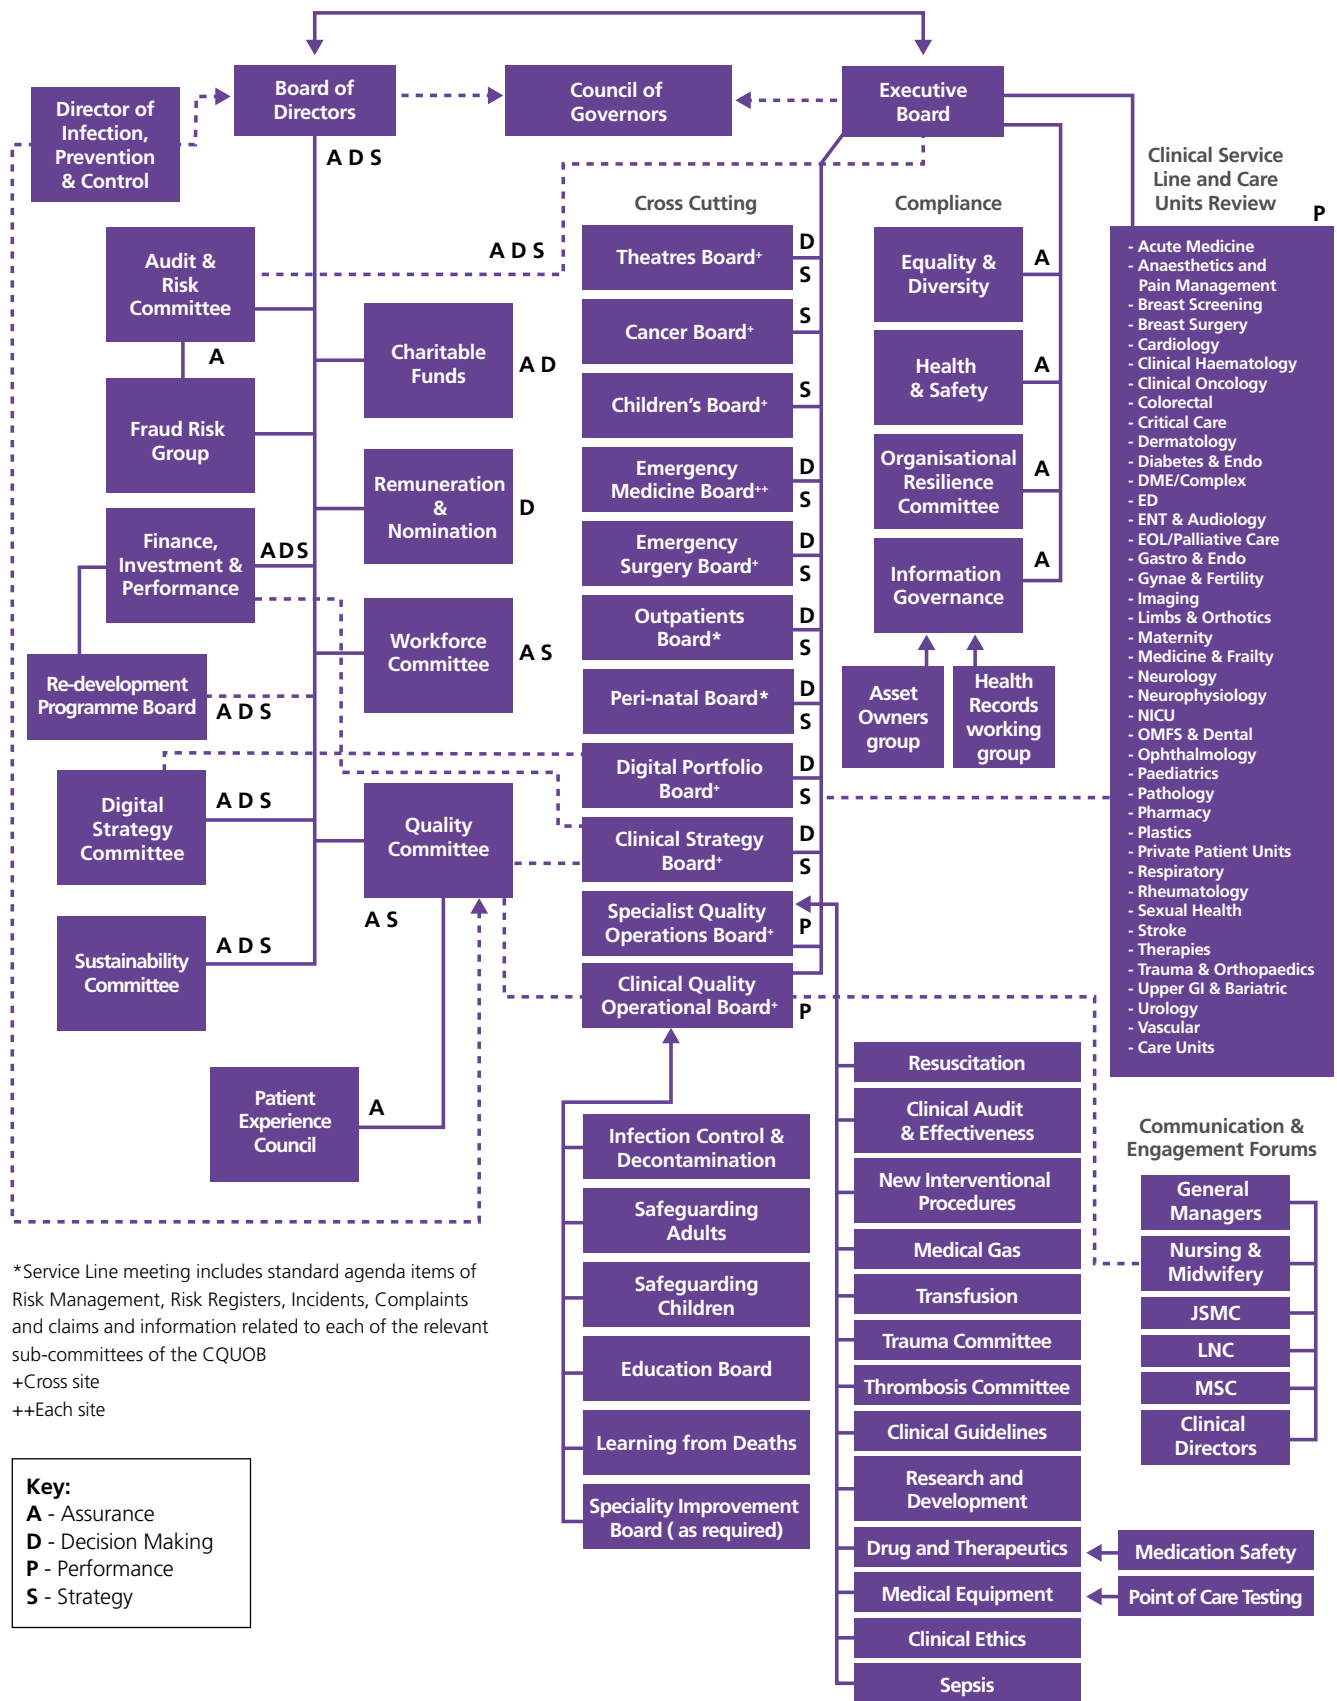 Board of
Directors
Council of
Governors
Executive
Board
Director of
Infection,
Prevention
& Control
A D S
Clinical Service
Line and Care
Units Review
P
Cross Cutting
Compliance
Audit &
Risk
Committee
A D S
A
Fraud Risk
Group
Charitable
Funds
A D
Remuneration
&
Nomination
D
Finance,
Investment &
Performance
A D S
Workforce
Committee
A S
Re-development
Programme Board
A D S
Digital
Strategy
Committee
A D S
Quality
Committee
A S
Sustainability
Committee
A D S
Patient
Experience
Council
A
Theatres Board+
D
S
Cancer Board+
S
Children's Board+
S
Emergency
Medicine Board++
D
S
Emergency
Surgery Board+
D
S
Outpatients
Board*
D
S
Peri-natal Board*
D
S
Digital Portfolio
Board+
D
S
Clinical Strategy
Board+
D
S
Specialist Quality
Operations Board+
P
Clinical Quality
Operational Board+
P
Equality &
Diversity
A
Health
& Safety
A
Organisational
Resilience
Committee
A
Information
Governance
A
Asset
Owners
group
Health
Records
working
group
- Acute Medicine
- Anaesthetics and
Pain Management
- Breast Screening
- Breast Surgery
- Cardiology
- Clinical Haematology
- Clinical Oncology
- Colorectal
- Critical Care
- Dermatology
- Diabetes & Endo
- DME/Complex
- ED
- ENT & Audiology
- EOL/Palliative Care
- Gastro & Endo
- Gynae & Fertility
- Imaging
- Limbs & Orthotics
- Maternity
- Medicine & Frailty
- Neurology
- Neurophysiology
- NICU
- OMFS & Dental
- Ophthalmology
- Paediatrics
- Pathology
- Pharmacy
- Plastics
- Private Patient Units
- Respiratory
- Rheumatology
- Sexual Health
- Stroke
- Therapies
- Trauma & Orthopaedics
- Upper GI & Bariatric
- Urology
- Vascular
- Care Units
Infection Control &
Decontamination
Safeguarding
Adults
Safeguarding
Children
Education Board
Learning from Deaths
Speciality Improvement
Board ( as required)
Resuscitation
Clinical Audit
& Effectiveness
New Interventional
Procedures
Medical Gas
Transfusion
Trauma Committee
Thrombosis Committee
Clinical Guidelines
Research and
Development
Drug and Therapeutics
Medical Equipment
Clinical Ethics
Sepsis
Medication Safety
Point of Care Testing
Communication &
Engagement Forums
General
Managers
Nursing &
Midwifery
JSMC
LNC
MSC
Clinical
Directors
*Service Line meeting includes standard agenda items of
Risk Management, Risk Registers, Incidents, Complaints
and claims and information related to each of the relevant
sub-committees of the CQUOB
+Cross site
++Each site
Key:
A - Assurance
D - Decision Making
P - Performance
S - Strategy